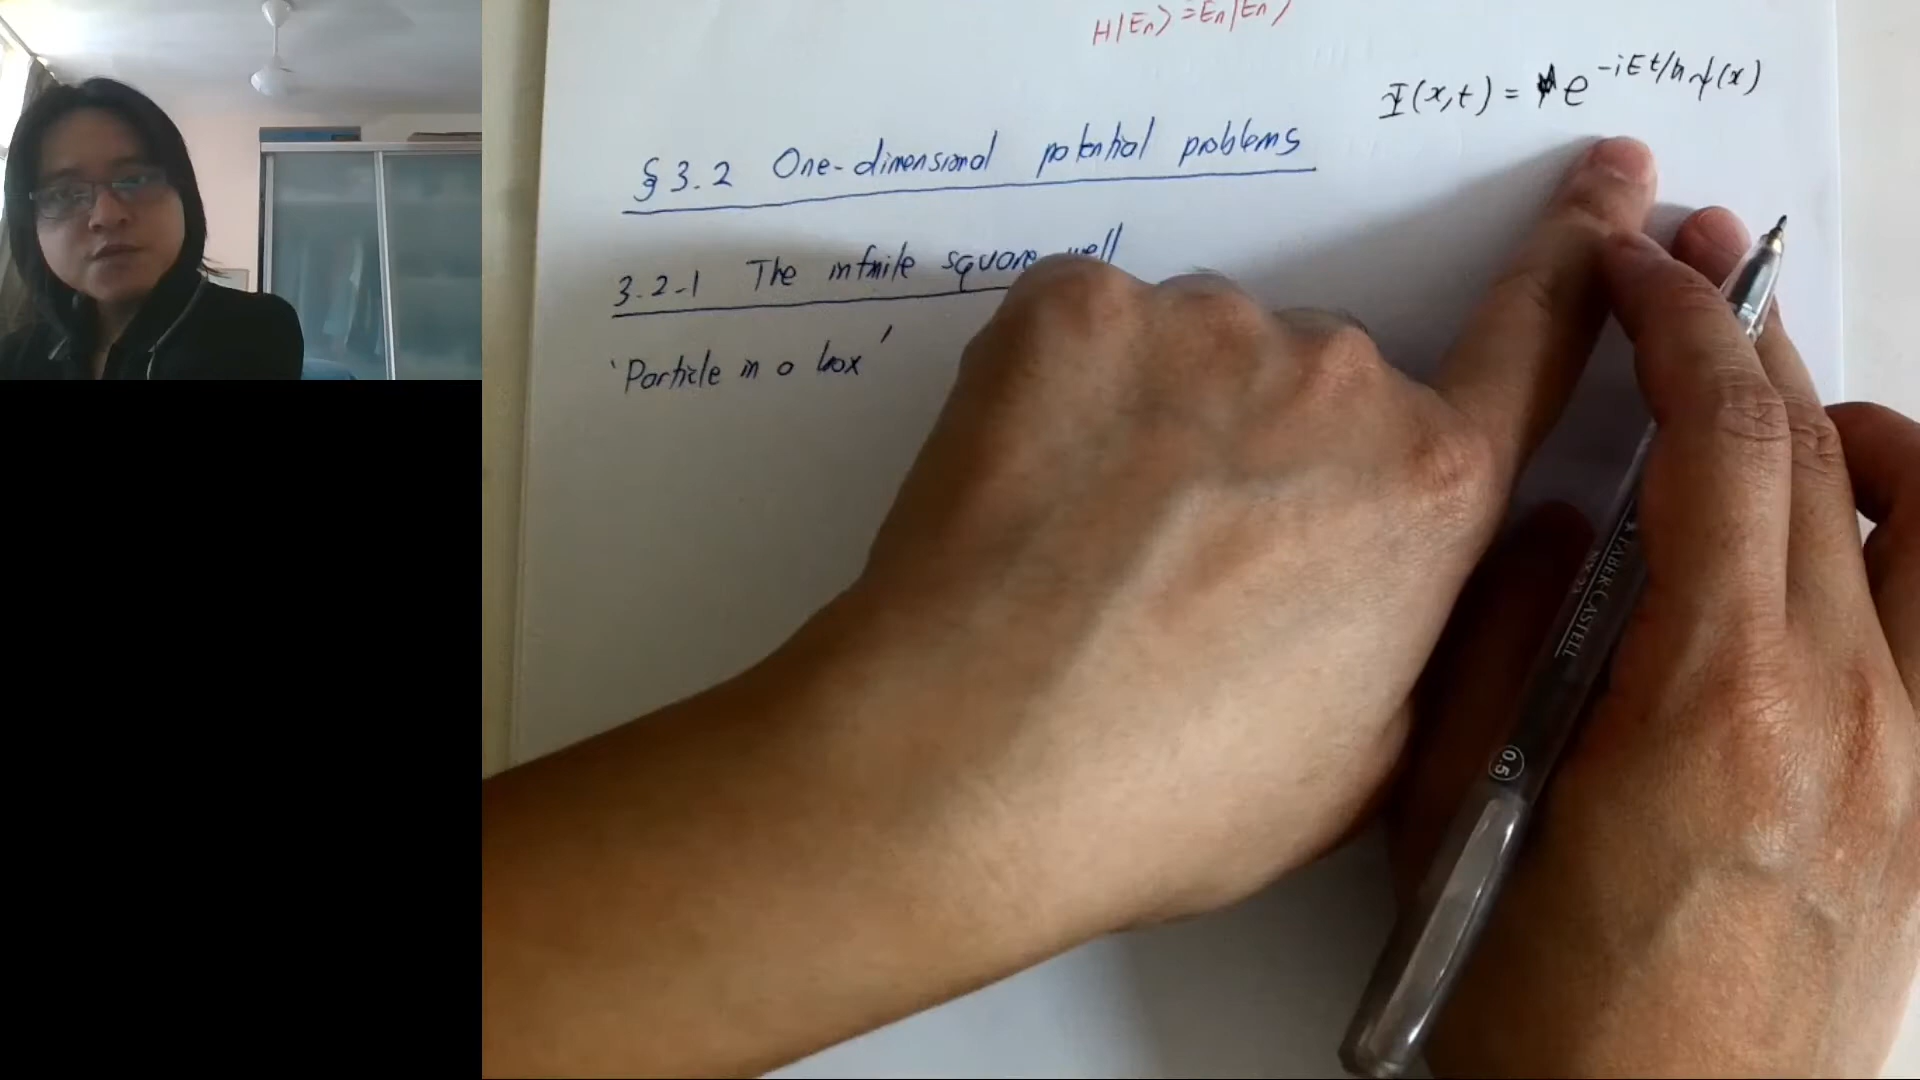 H|Eₙ⟩ = Eₙ|Eₙ⟩
Ψ(x,t) = e^{-iEt/ħ} ψ(x)
§ 3.2 One-dimensional potential problems
3.2.1 The infinite square well
'Particle in a box'
FABER CASTELL
0.5